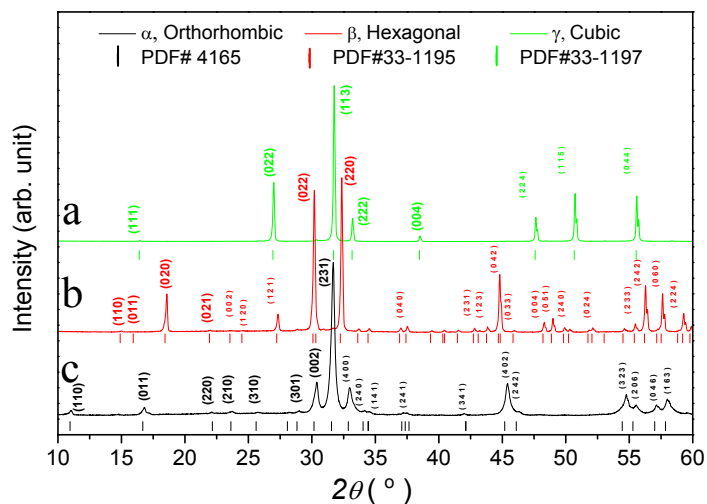 α, Orthorhombic β, Hexagonal γ, Cubic
PDF# 4165 PDF#33-1195 PDF#33-1197
Intensity (arb. unit)
a
(111) (022) (113) (222) (004) (224) (115) (044)
b
(110) (011) (020) (021) (002) (120) (121) (022) (220) (040) (231) (123) (042) (033) (004) (051) (240) (024) (233) (242) (060) (224)
c
(110) (011) (220) (210) (310) (301) (002) (231) (400) (240) (141) (241) (341) (402) (242) (323) (206) (046) (163)
10 15 20 25 30 35 40 45 50 55 60
2θ ( ° )